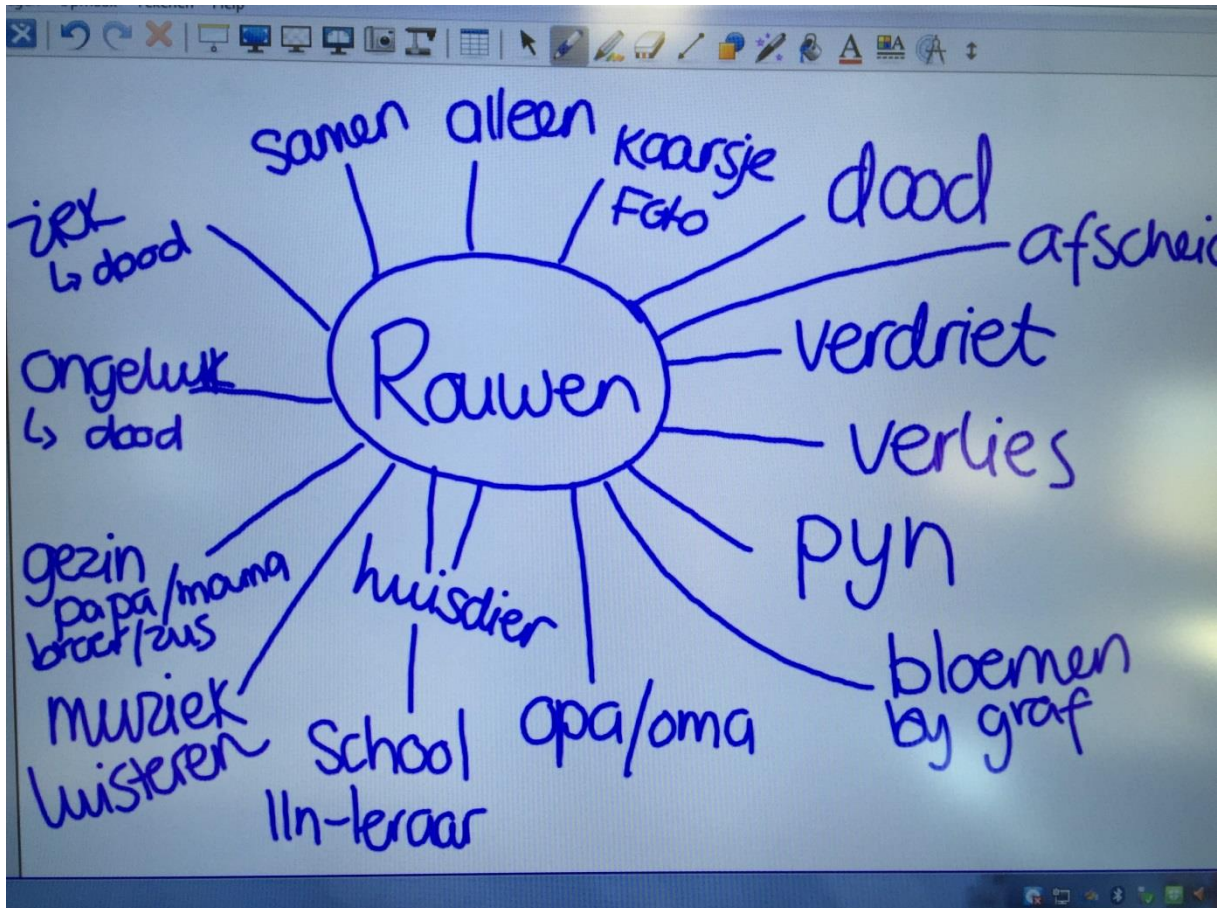 samen
alleen
kaarsje
Foto
dood
afscheid
verdriet
verlies
pyn
bloemen
by graf
opa/oma
huisdier
School
lln-leraar
muziek
luisteren
gezin
papa/mama
broer/zus
ongeluk
↳ dood
ziek
↳ dood
Rouwen